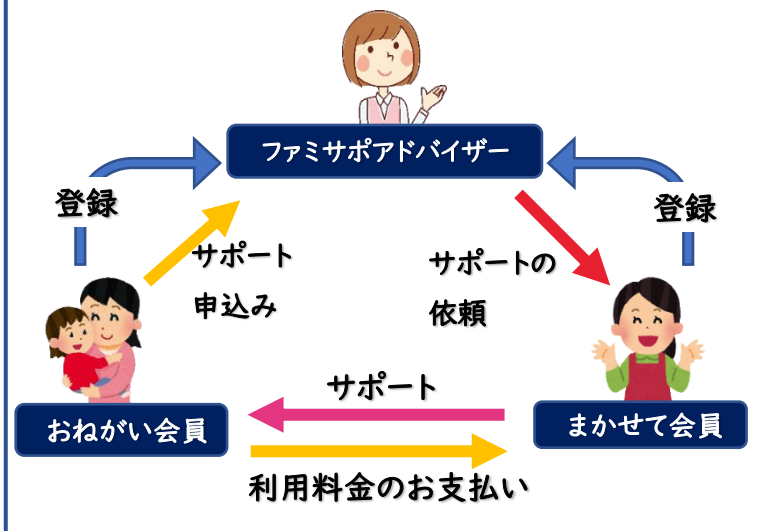 ファミサポアドバイザー
登録
登録
サポート
申込み
サポートの
依頼
サポート
おねがい会員
まかせて会員
利用料金のお支払い